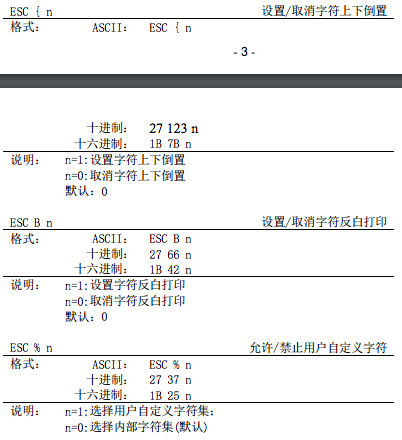 ESC { n 设置/取消字符上下倒置
格式： ASCII： ESC { n
- 3 -
十进制： 27 123 n
十六进制： 1B 7B n
说明： n=1:设置字符上下倒置
n=0:取消字符上下倒置
默认：0
ESC B n 设置/取消字符反白打印
格式： ASCII： ESC B n
十进制： 27 66 n
十六进制： 1B 42 n
说明： n=1:设置字符反白打印
n=0:取消字符反白打印
默认：0
ESC % n 允许/禁止用户自定义字符
格式： ASCII： ESC % n
十进制： 27 37 n
十六进制： 1B 25 n
说明： n=1:选择用户自定义字符集；
n=0:选择内部字符集(默认)